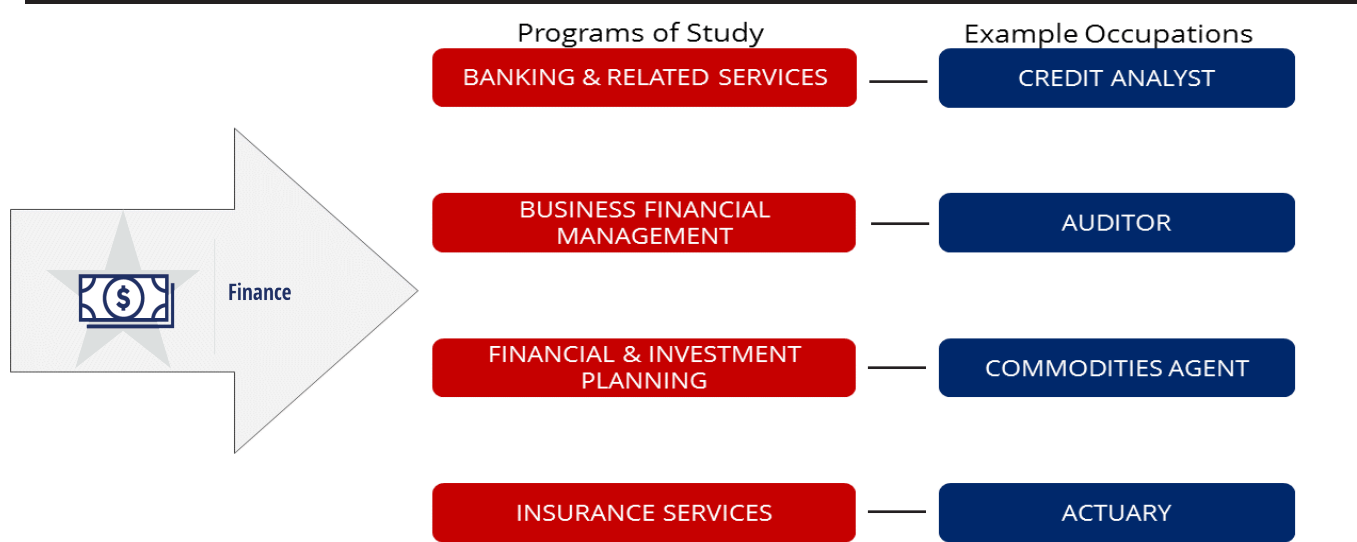 Programs of Study
Example Occupations
BANKING & RELATED SERVICES
CREDIT ANALYST
BUSINESS FINANCIAL
MANAGEMENT
AUDITOR
$
Finance
FINANCIAL & INVESTMENT
PLANNING
COMMODITIES AGENT
INSURANCE SERVICES
ACTUARY